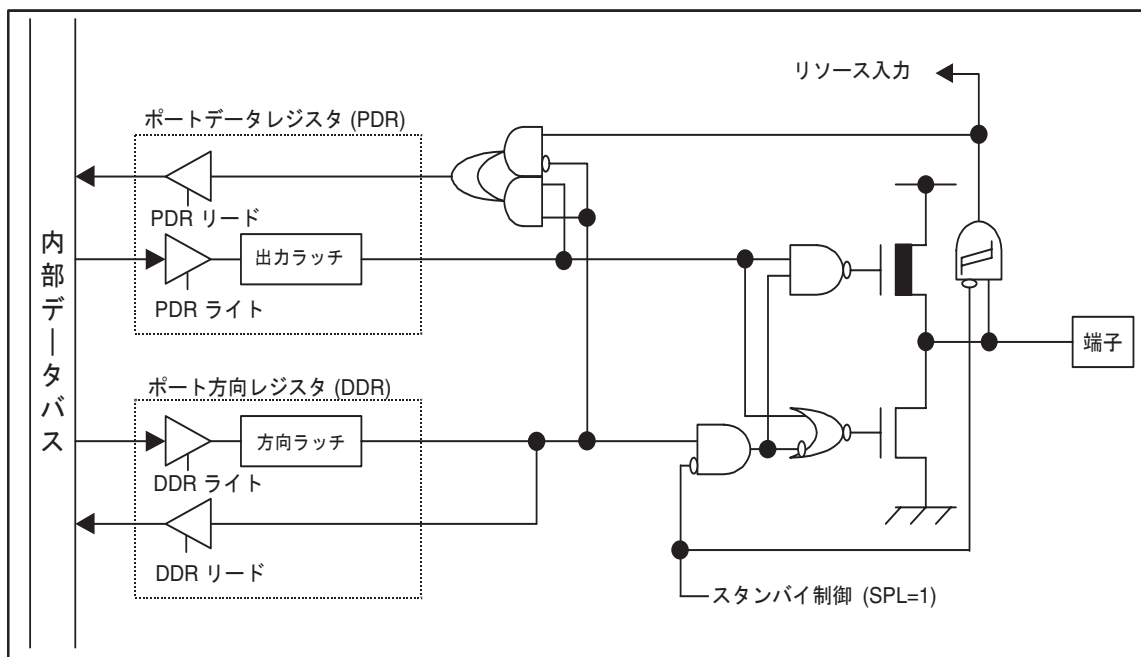 リソース入力
ポートデータレジスタ (PDR)
PDR リード
出力ラッチ
PDR ライト
内部データバス
端子
ポート方向レジスタ (DDR)
方向ラッチ
DDR ライト
DDR リード
スタンバイ制御 (SPL=1)